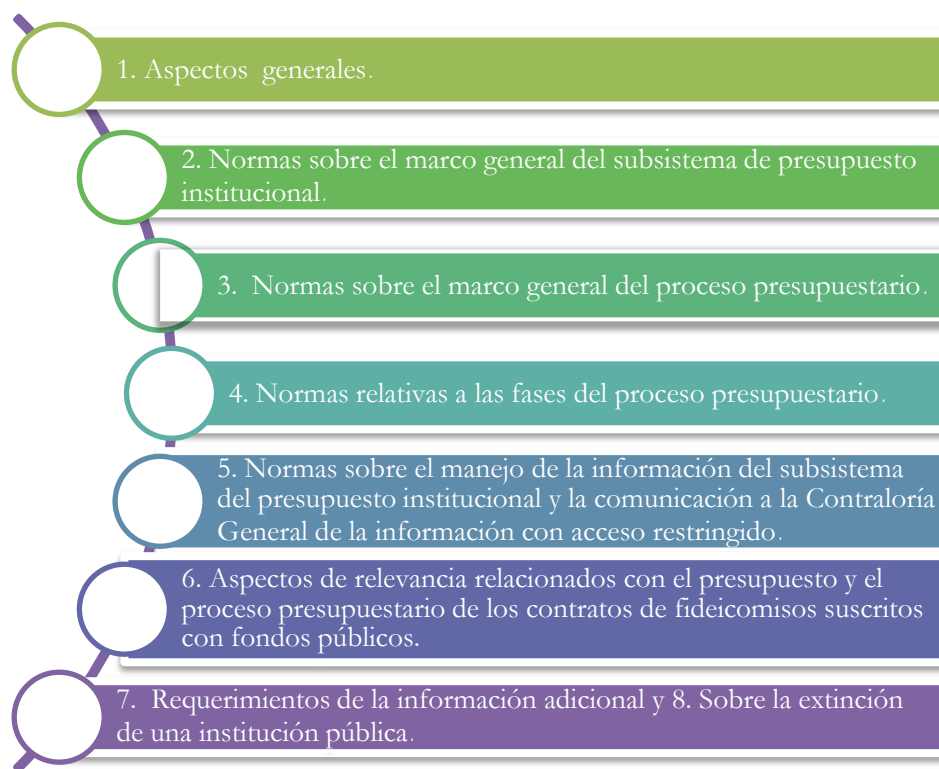 1. Aspectos generales.
2. Normas sobre el marco general del subsistema de presupuesto
institucional.
3. Normas sobre el marco general del proceso presupuestario.
4. Normas relativas a las fases del proceso presupuestario.
5. Normas sobre el manejo de la información del subsistema
del presupuesto institucional y la comunicación a la Contraloría
General de la información con acceso restringido.
6. Aspectos de relevancia relacionados con el presupuesto y el
proceso presupuestario de los contratos de fideicomisos suscritos
con fondos públicos.
7. Requerimientos de la información adicional y 8. Sobre la extinción
de una institución pública.